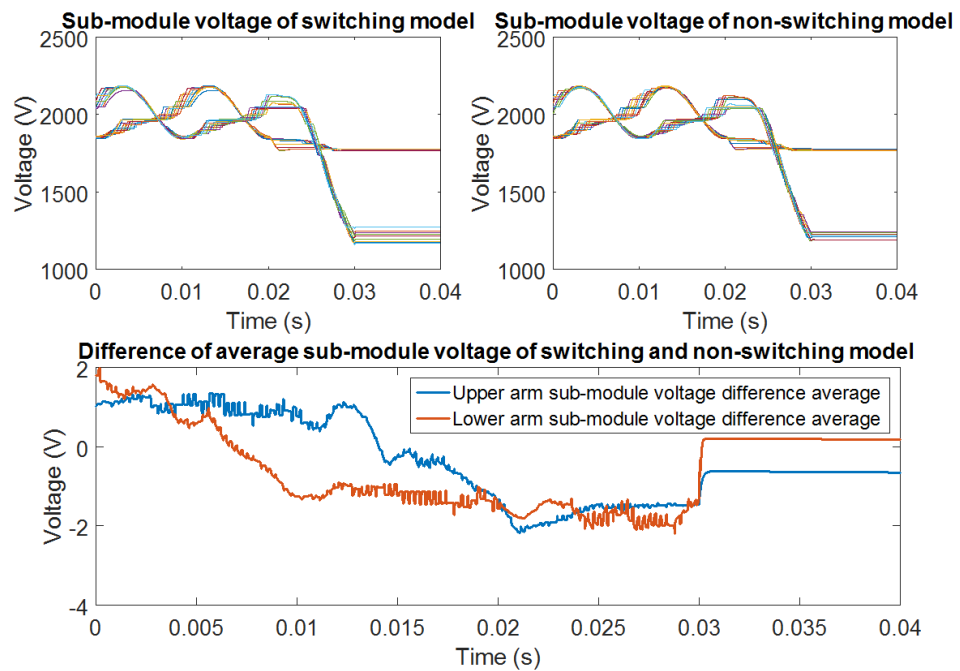 Sub-module voltage of switching model
2500
2000
1500
1000
Voltage (V)
0 0.01 0.02 0.03 0.04
Time (s)
Sub-module voltage of non-switching model
2500
2000
1500
1000
Voltage (V)
0 0.01 0.02 0.03 0.04
Time (s)
Difference of average sub-module voltage of switching and non-switching model
2
0
-2
-4
Voltage (V)
Upper arm sub-module voltage difference average
Lower arm sub-module voltage difference average
0 0.005 0.01 0.015 0.02 0.025 0.03 0.035 0.04
Time (s)